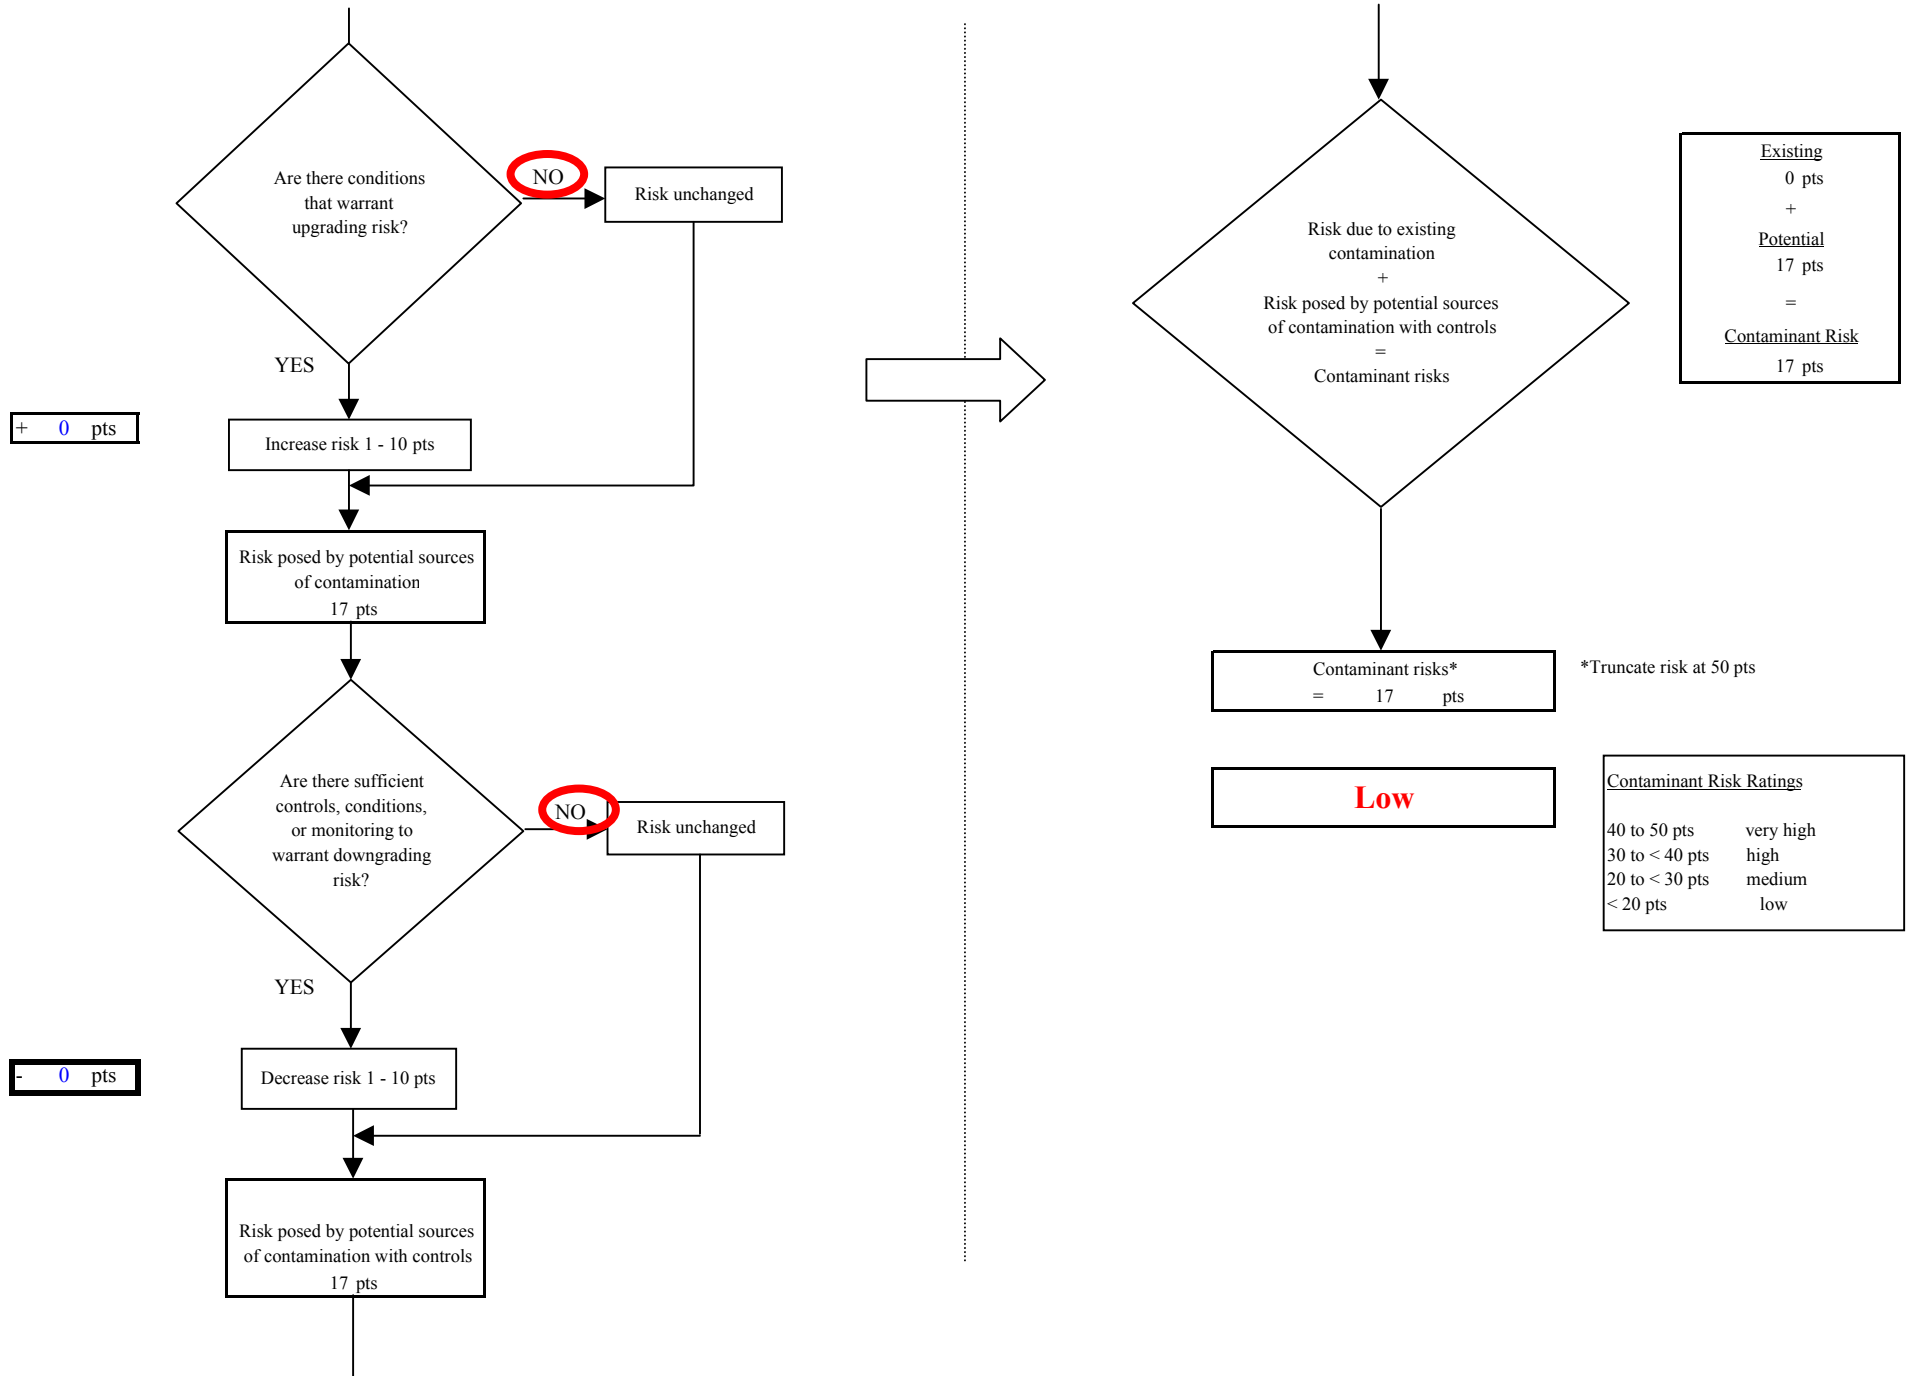 Are there conditions
that warrant
upgrading risk?
NO
Risk unchanged
YES
+ 0 pts
Increase risk 1 - 10 pts
Risk posed by potential sources
of contamination
17 pts
Are there sufficient
controls, conditions,
or monitoring to
warrant downgrading
risk?
NO
Risk unchanged
YES
- 0 pts
Decrease risk 1 - 10 pts
Risk posed by potential sources
of contamination with controls
17 pts
Risk due to existing
contamination
+
Risk posed by potential sources
of contamination with controls
=
Contaminant risks
Existing
0 pts
+
Potential
17 pts
=
Contaminant Risk
17 pts
Contaminant risks*
= 17 pts
*Truncate risk at 50 pts
Low
Contaminant Risk Ratings
40 to 50 pts very high
30 to < 40 pts high
20 to < 30 pts medium
< 20 pts low